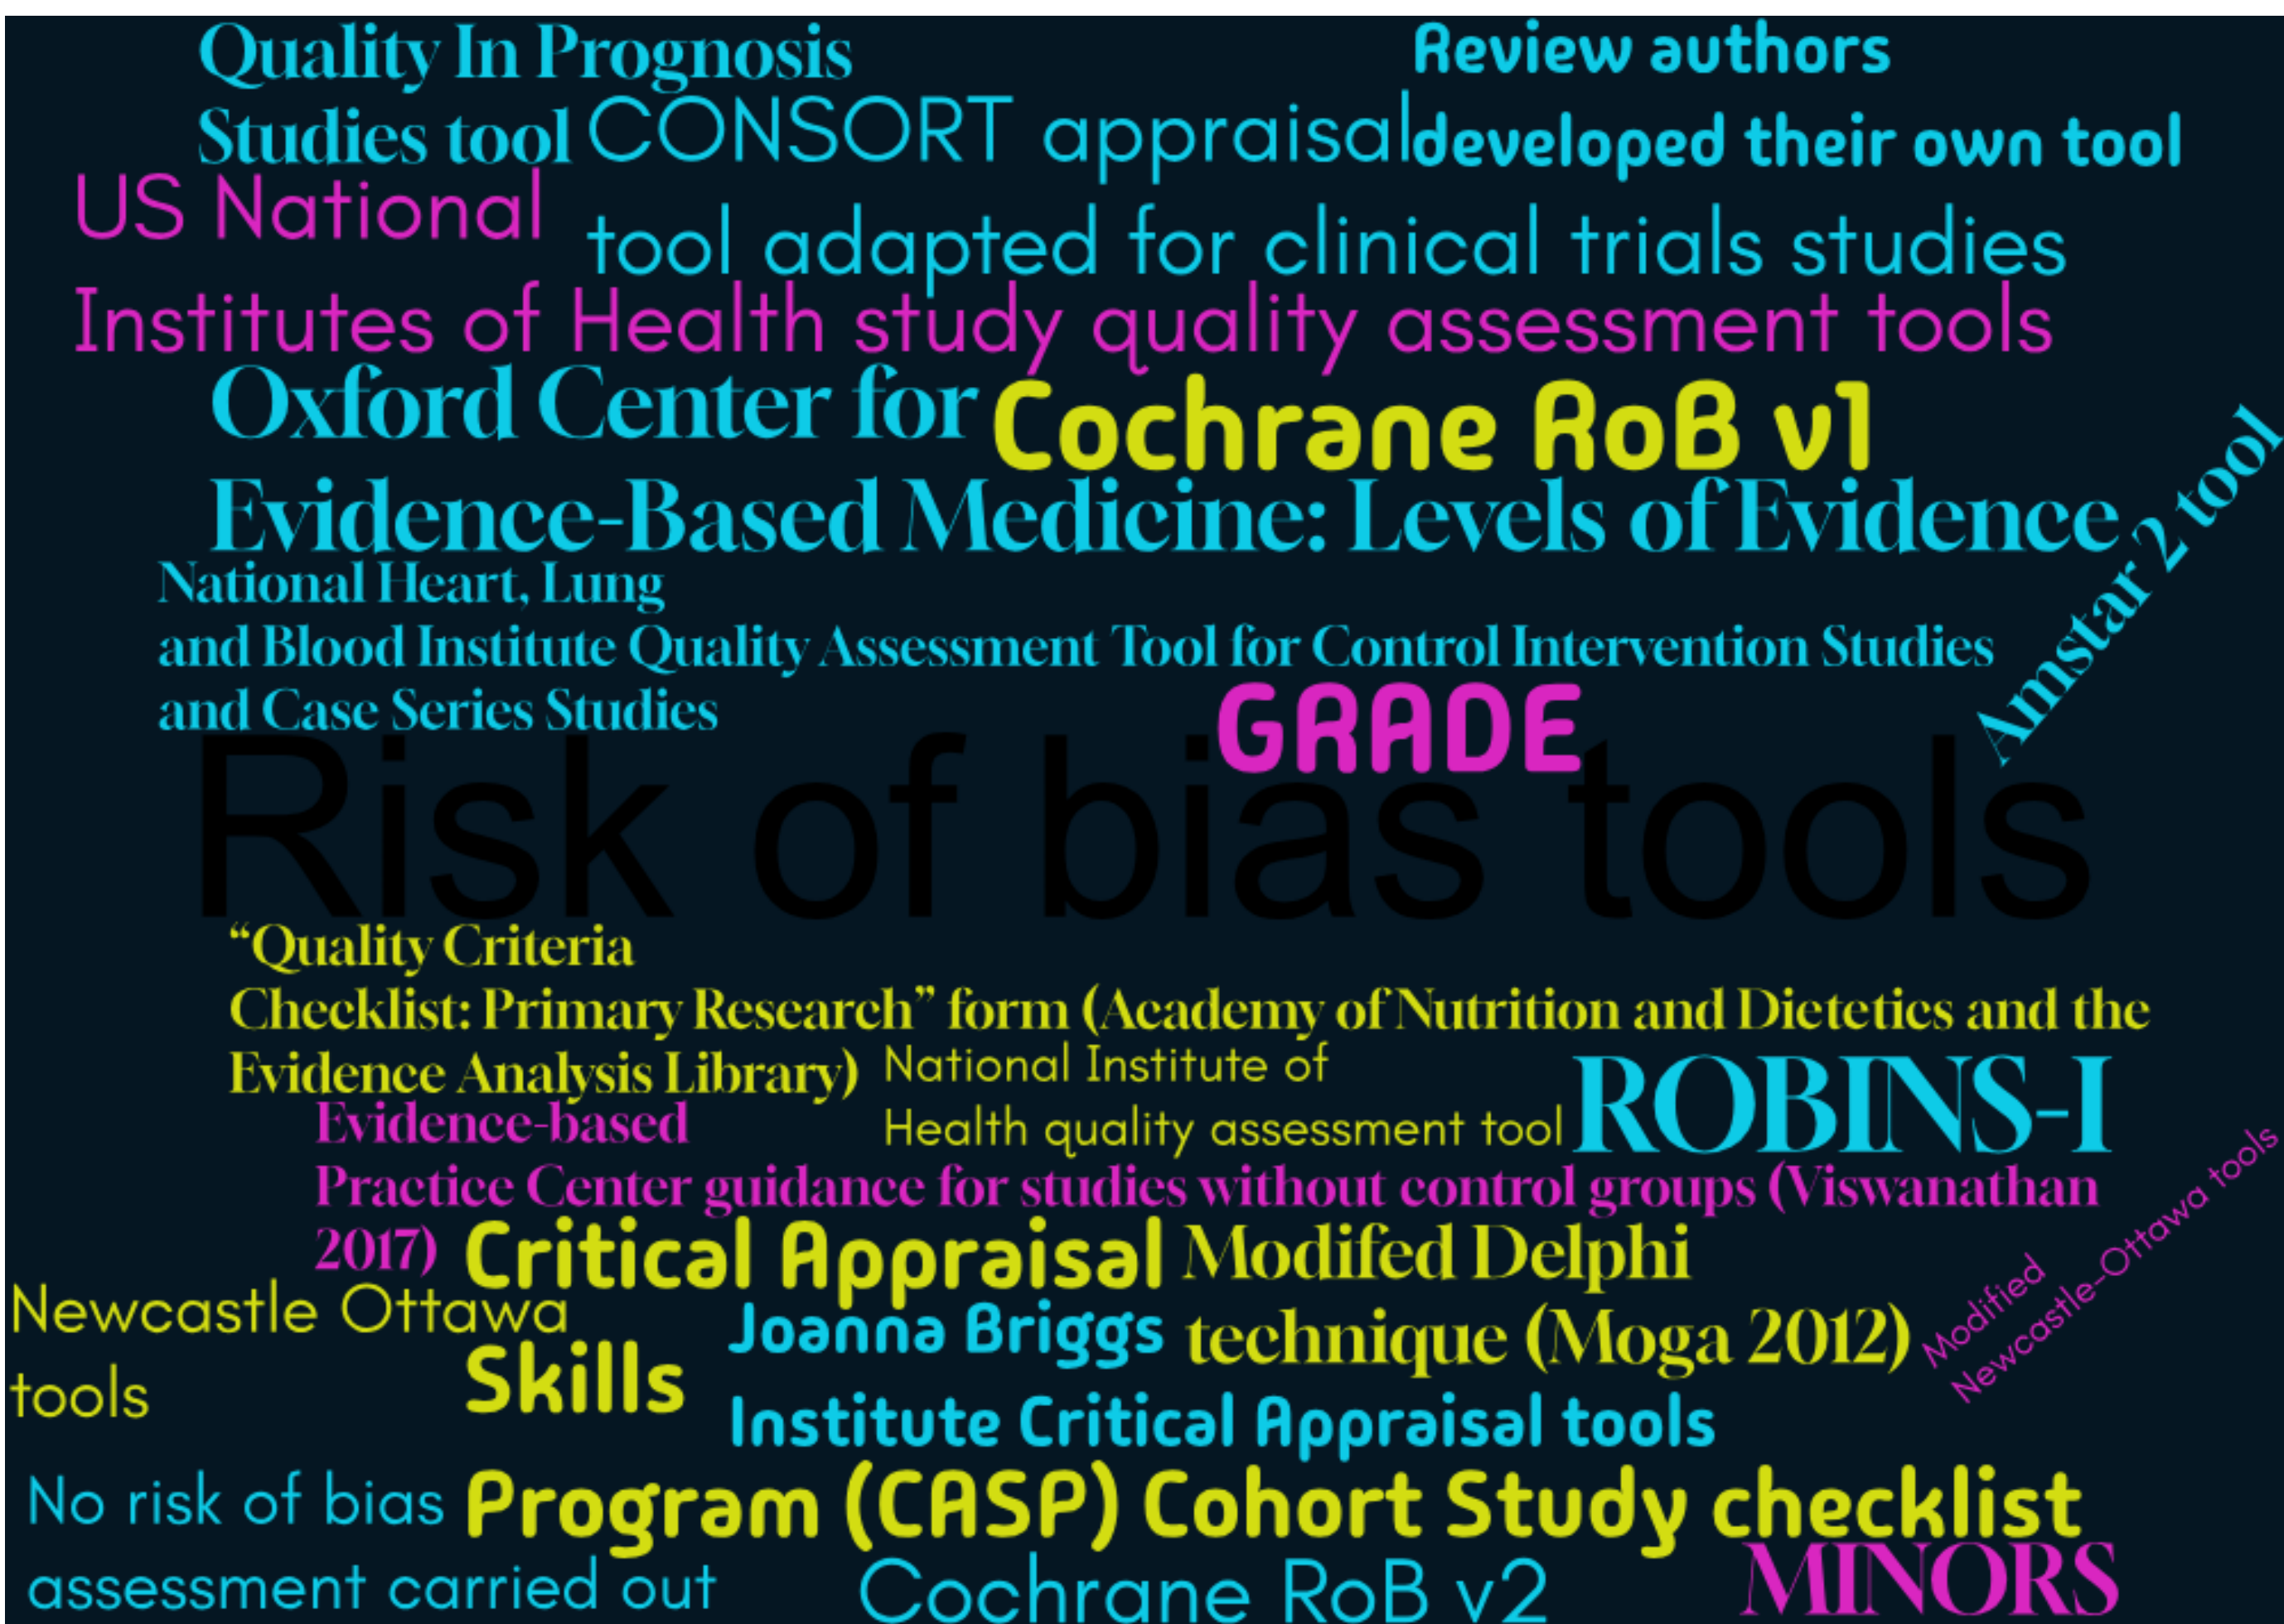 Quality In Prognosis
Studies tool
Review authors
developed their own tool
CONSORT appraisal
tool adapted for clinical trials studies
US National
Institutes of Health study quality assessment tools
Oxford Center for
Evidence-Based Medicine: Levels of Evidence
Cochrane RoB v1
Amstar 2 tool
National Heart, Lung
and Blood Institute Quality Assessment Tool for Control Intervention Studies
and Case Series Studies
GRADE
Risk of bias tools
“Quality Criteria
Checklist: Primary Research” form (Academy of Nutrition and Dietetics and the
Evidence Analysis Library)
National Institute of
Health quality assessment tool
ROBINS-I
Evidence-based
Practice Center guidance for studies without control groups (Viswanathan
2017)
Critical Appraisal
Skills
Program (CASP) Cohort Study checklist
Modifed Delphi
technique (Moga 2012)
Modified
Newcastle-Ottawa tools
Newcastle Ottawa
tools
Joanna Briggs
Institute Critical Appraisal tools
No risk of bias
assessment carried out
Cochrane RoB v2
MINORS